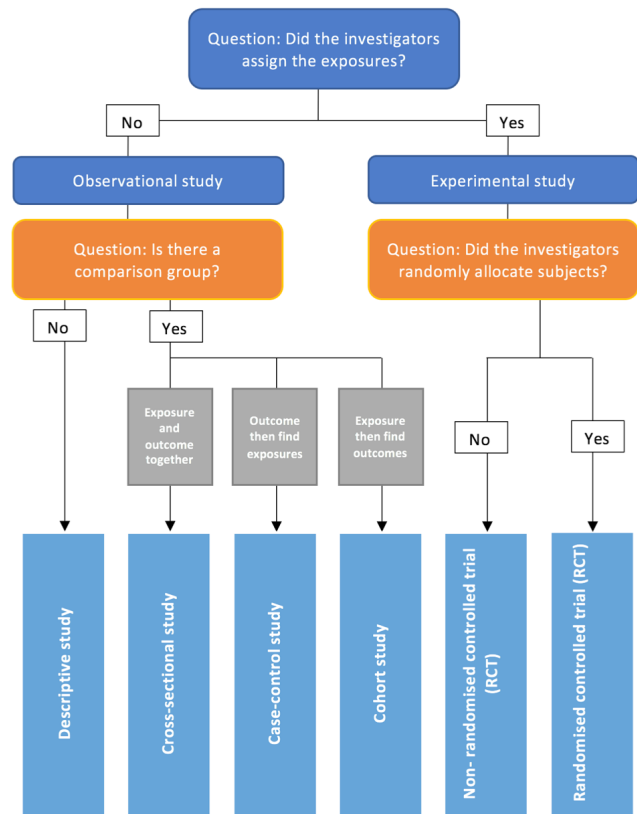 Question: Did the investigators
assign the exposures?
No
Yes
Observational study
Experimental study
Question: Is there a
comparison group?
Question: Did the investigators
randomly allocate subjects?
No
Yes
Exposure
and
outcome
together
Outcome
then find
exposures
Exposure
then find
outcomes
No
Yes
Descriptive study
Cross-sectional study
Case-control study
Cohort study
Non- randomised controlled trial
(RCT)
Randomised controlled trial (RCT)